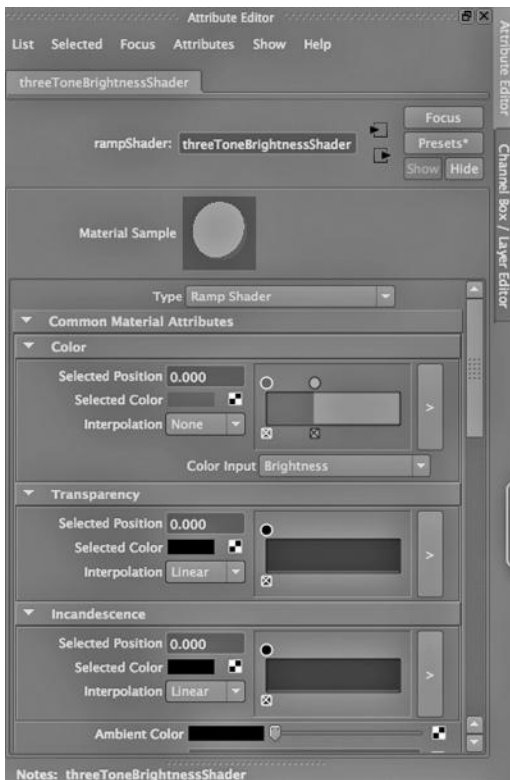 Attribute Editor
List Selected Focus Attributes Show Help
threeToneBrightnessShader
Focus
rampShader: threeToneBrightnessShader
Presets*
Show Hide
Material Sample
Type Ramp Shader
Common Material Attributes
Color
Selected Position 0.000
Selected Color
Interpolation None
>
Color Input Brightness
Transparency
Selected Position 0.000
Selected Color
Interpolation Linear
>
Incandescence
Selected Position 0.000
Selected Color
Interpolation Linear
>
Ambient Color
Notes: threeToneBrightnessShader
Attribute Editor
Channel Box / Layer Editor